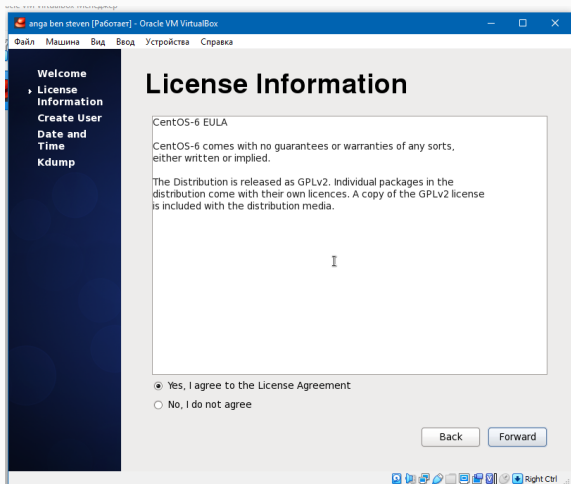 anga ben steven [Работает] - Oracle VM VirtualBox
Файл Машина Вид Ввод Устройства Справка
Welcome
License
Information
Create User
Date and
Time
Kdump
License Information
CentOS-6 EULA
CentOS-6 comes with no guarantees or warranties of any sorts,
either written or implied.
The Distribution is released as GPLv2. Individual packages in the
distribution come with their own licences. A copy of the GPLv2 license
is included with the distribution media.
Yes, I agree to the License Agreement
No, I do not agree
Back Forward
Right Ctrl